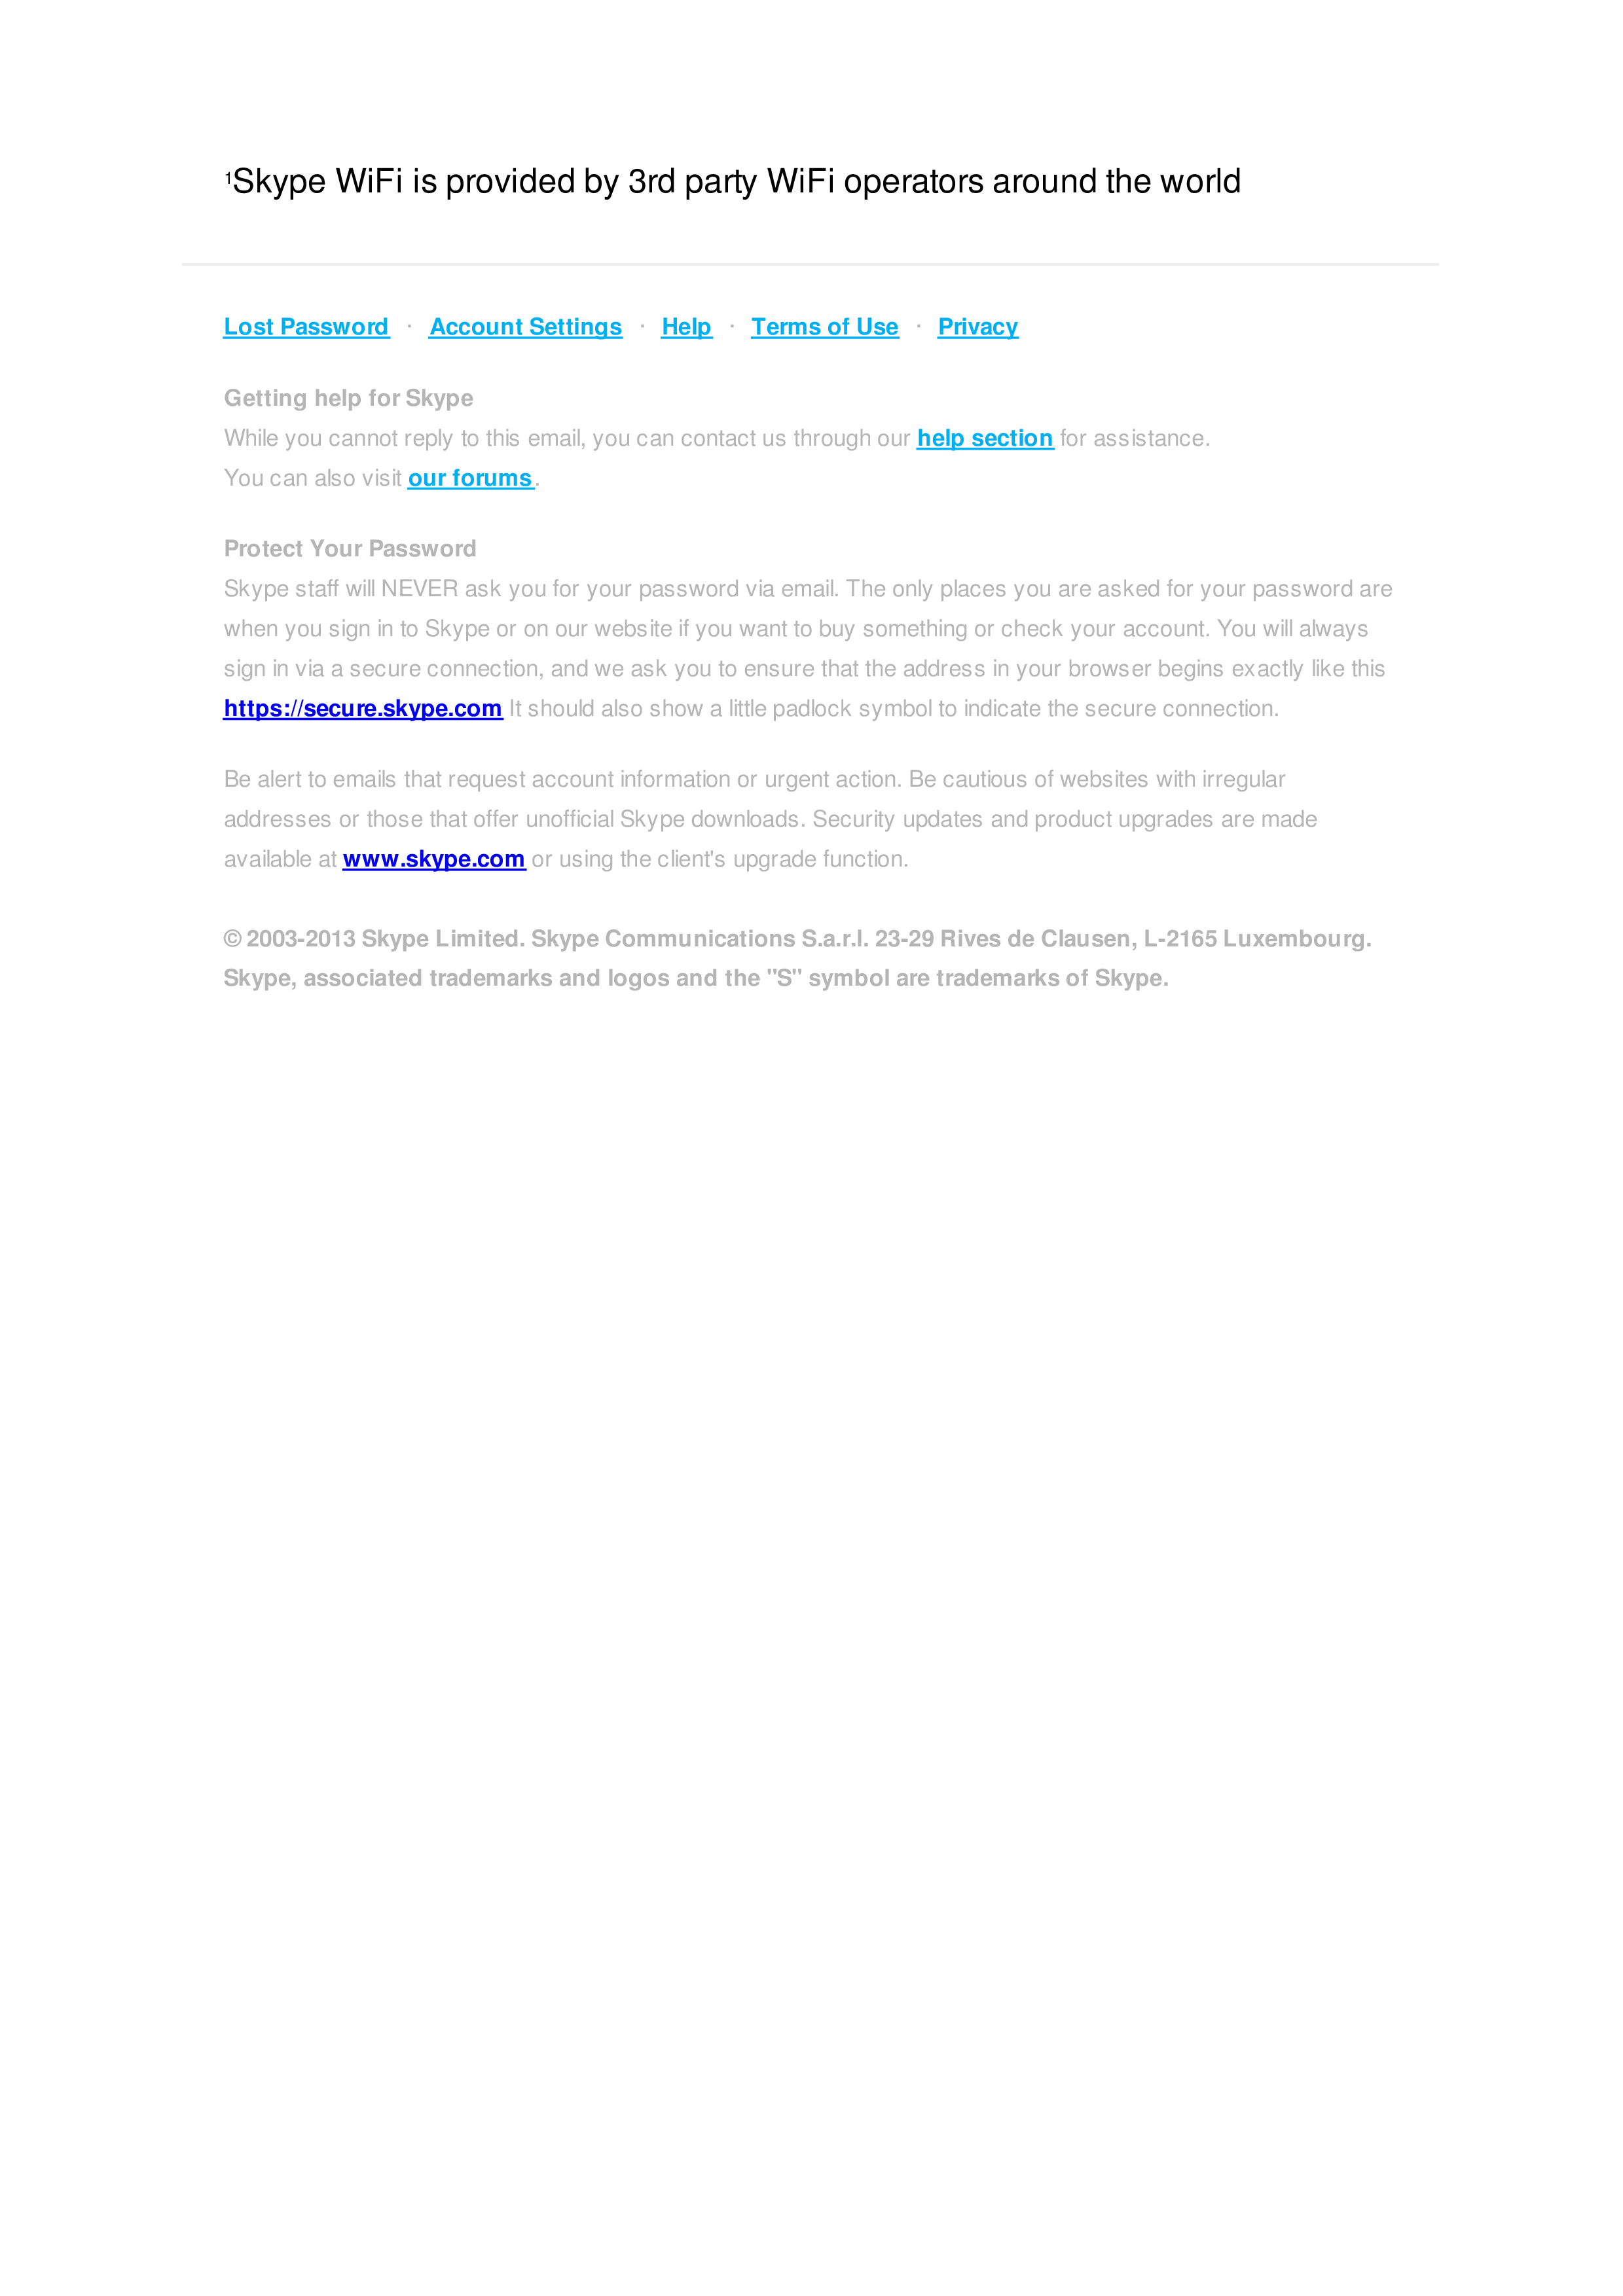 ¹Skype WiFi is provided by 3rd party WiFi operators around the world
Lost Password · Account Settings · Help · Terms of Use · Privacy
Getting help for Skype
While you cannot reply to this email, you can contact us through our help section for assistance.
You can also visit our forums.
Protect Your Password
Skype staff will NEVER ask you for your password via email. The only places you are asked for your password are
when you sign in to Skype or on our website if you want to buy something or check your account. You will always
sign in via a secure connection, and we ask you to ensure that the address in your browser begins exactly like this
https://secure.skype.com It should also show a little padlock symbol to indicate the secure connection.
Be alert to emails that request account information or urgent action. Be cautious of websites with irregular
addresses or those that offer unofficial Skype downloads. Security updates and product upgrades are made
available at www.skype.com or using the client's upgrade function.
© 2003-2013 Skype Limited. Skype Communications S.a.r.l. 23-29 Rives de Clausen, L-2165 Luxembourg.
Skype, associated trademarks and logos and the "S" symbol are trademarks of Skype.